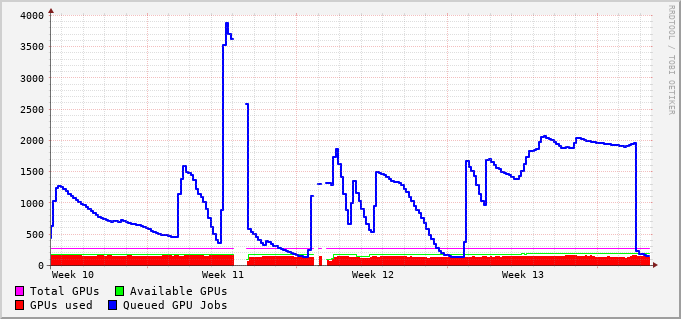 4000
3500
3000
2500
2000
1500
1000
500
0
Week 10 Week 11 Week 12 Week 13
Total GPUs Available GPUs
GPUs used Queued GPU Jobs
RRDTOOL / TOBI OETIKER